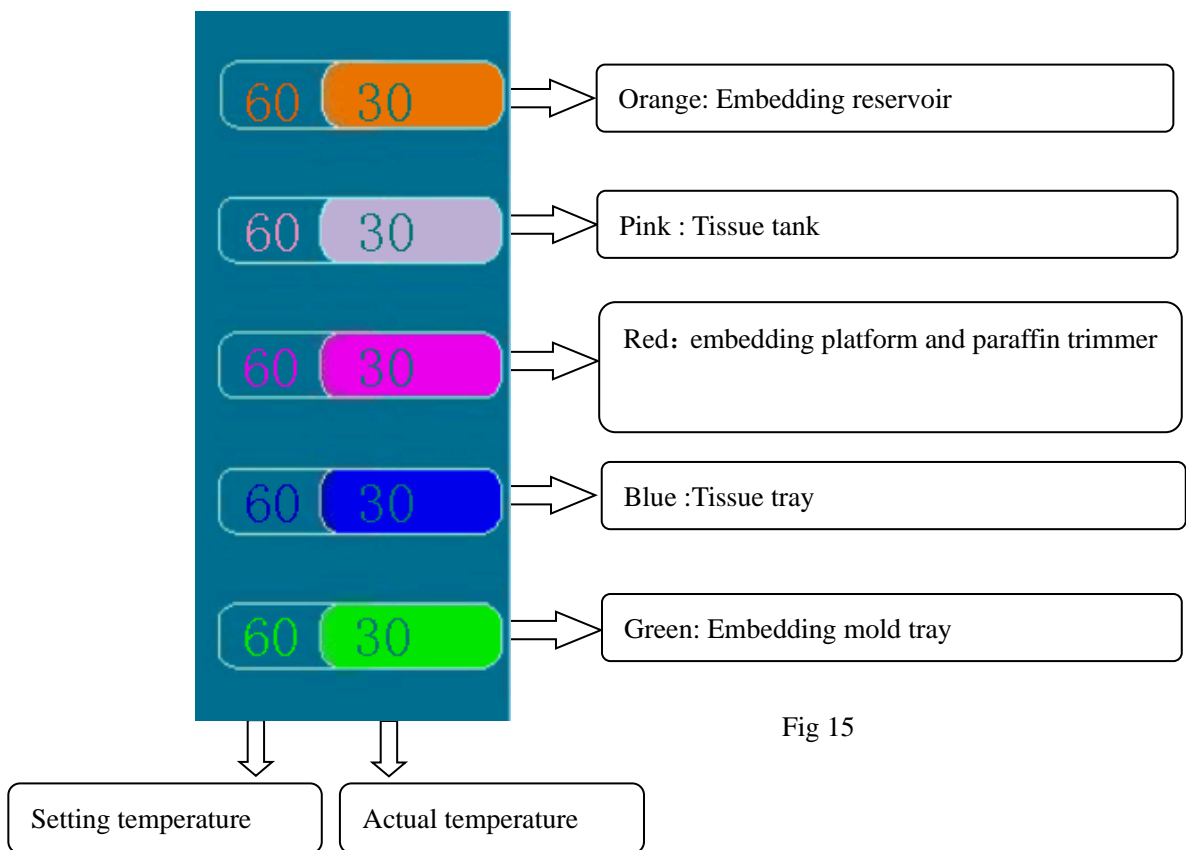 60 30 Orange: Embedding reservoir
60 30 Pink : Tissue tank
60 30 Red：embedding platform and paraffin trimmer
60 30 Blue :Tissue tray
60 30 Green: Embedding mold tray
Fig 15
Setting temperature Actual temperature